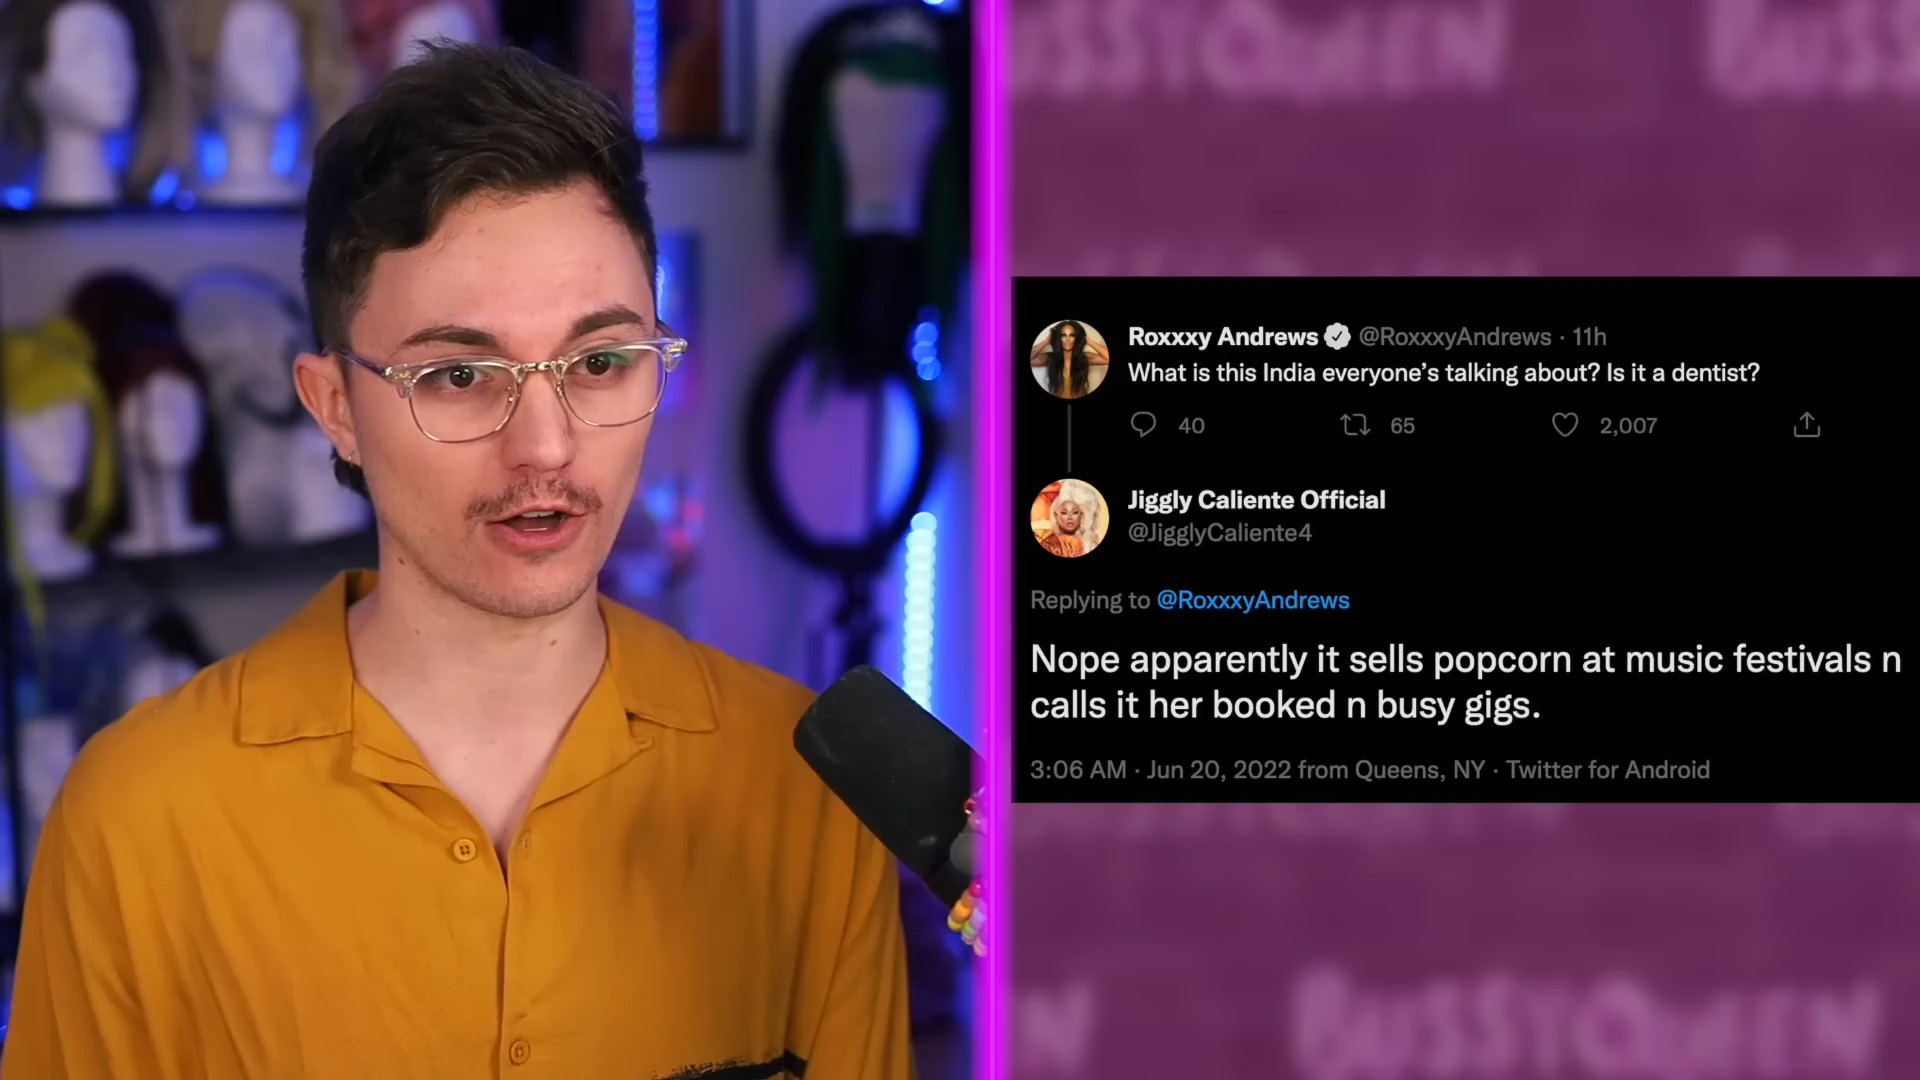 BUSSYQUEEN
Roxxxy Andrews @RoxxxyAndrews · 11h
What is this India everyone's talking about? Is it a dentist?
40 65 2,007
Jiggly Caliente Official
@JigglyCaliente4
Replying to @RoxxxyAndrews
Nope apparently it sells popcorn at music festivals n
calls it her booked n busy gigs.
3:06 AM · Jun 20, 2022 from Queens, NY · Twitter for Android
BUSSYQUEEN